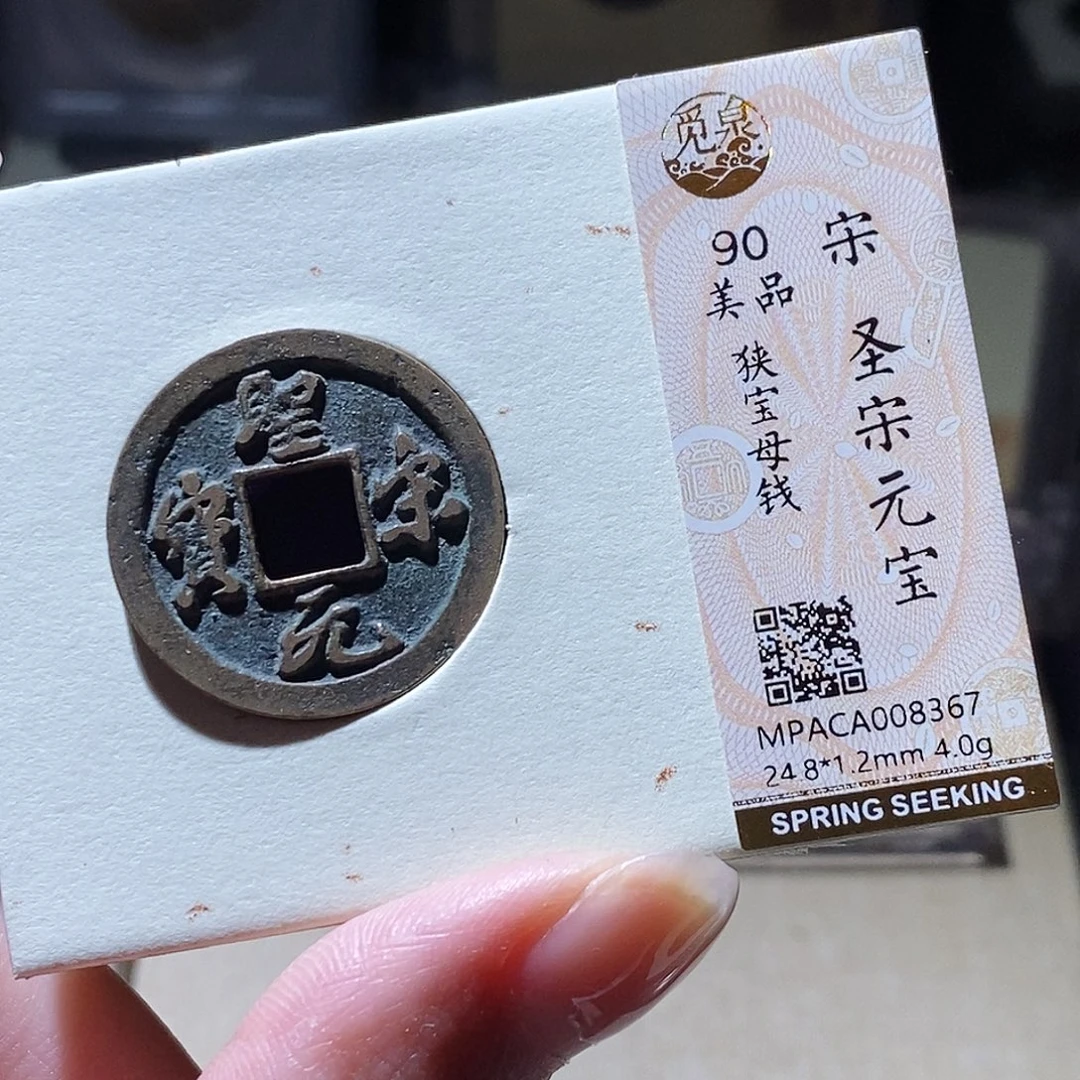 聖
宋
元
寶
觅泉
宋 圣宋元宝
90
美品
狭宝母钱
MPACA008367
24.8*1.2mm 4.0g
SPRING SEEKING